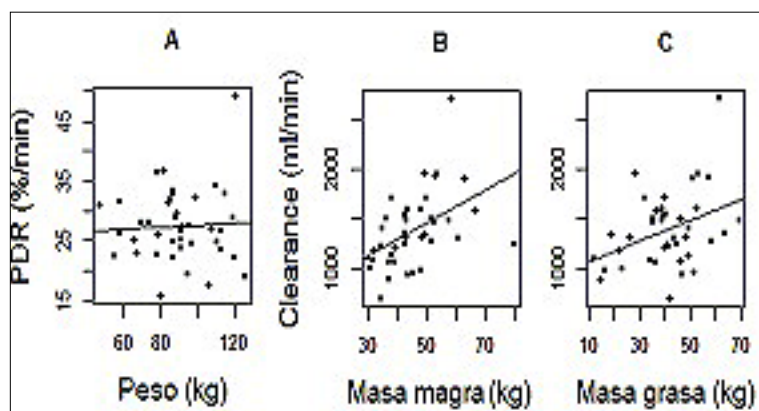 A
B
C
PDR (%/min)
15
25
35
45
60
80
120
Peso (kg)
Clearance (ml/min)
1000
2000
30
50
70
Masa magra (kg)
1000
2000
10
30
50
70
Masa grasa (kg)